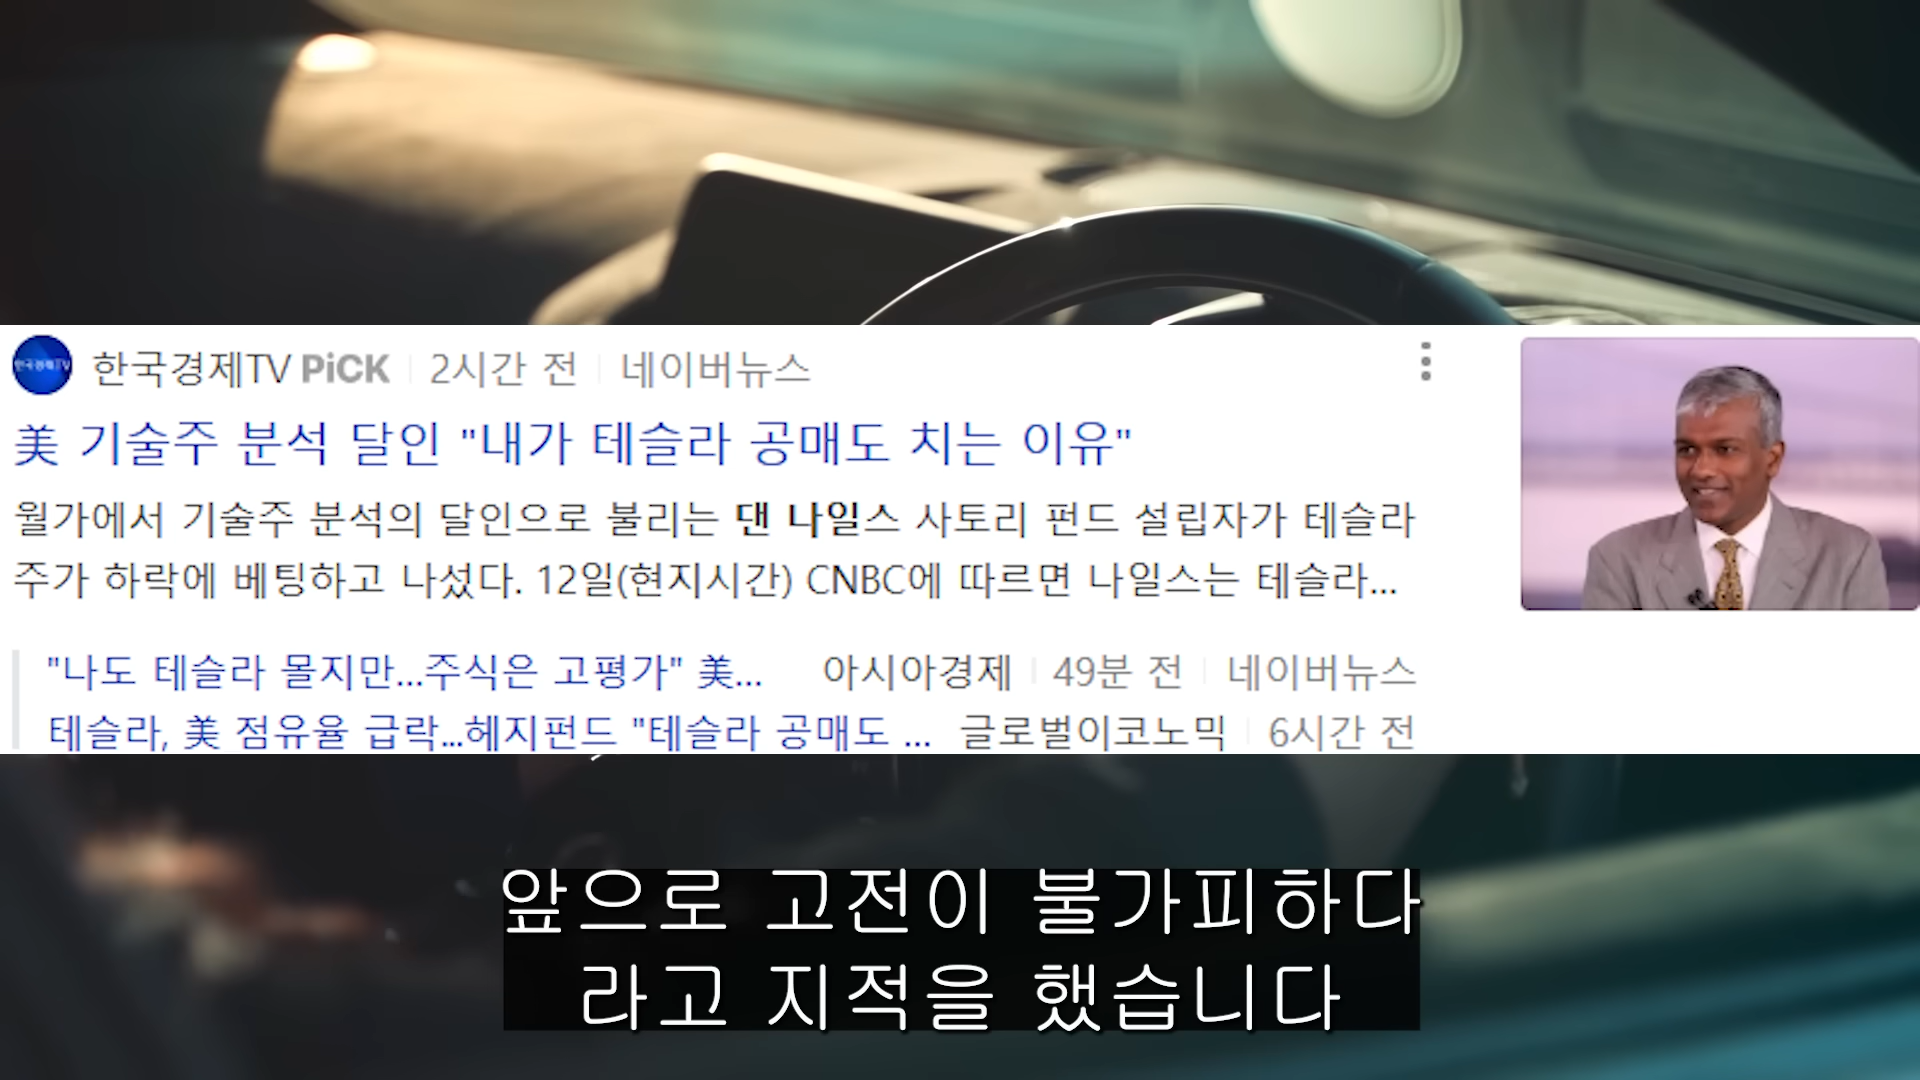 한국경제TV
한국경제TV PiCK 2시간 전 네이버뉴스
美 기술주 분석 달인 "내가 테슬라 공매도 치는 이유"
월가에서 기술주 분석의 달인으로 불리는 댄 나일스 사토리 펀드 설립자가 테슬라
주가 하락에 베팅하고 나섰다. 12일(현지시간) CNBC에 따르면 나일스는 테슬라...
"나도 테슬라 몰지만...주식은 고평가" 美... 아시아경제 49분 전 네이버뉴스
테슬라, 美 점유율 급락...헤지펀드 "테슬라 공매도 ... 글로벌이코노믹 6시간 전
앞으로 고전이 불가피하다
라고 지적을 했습니다